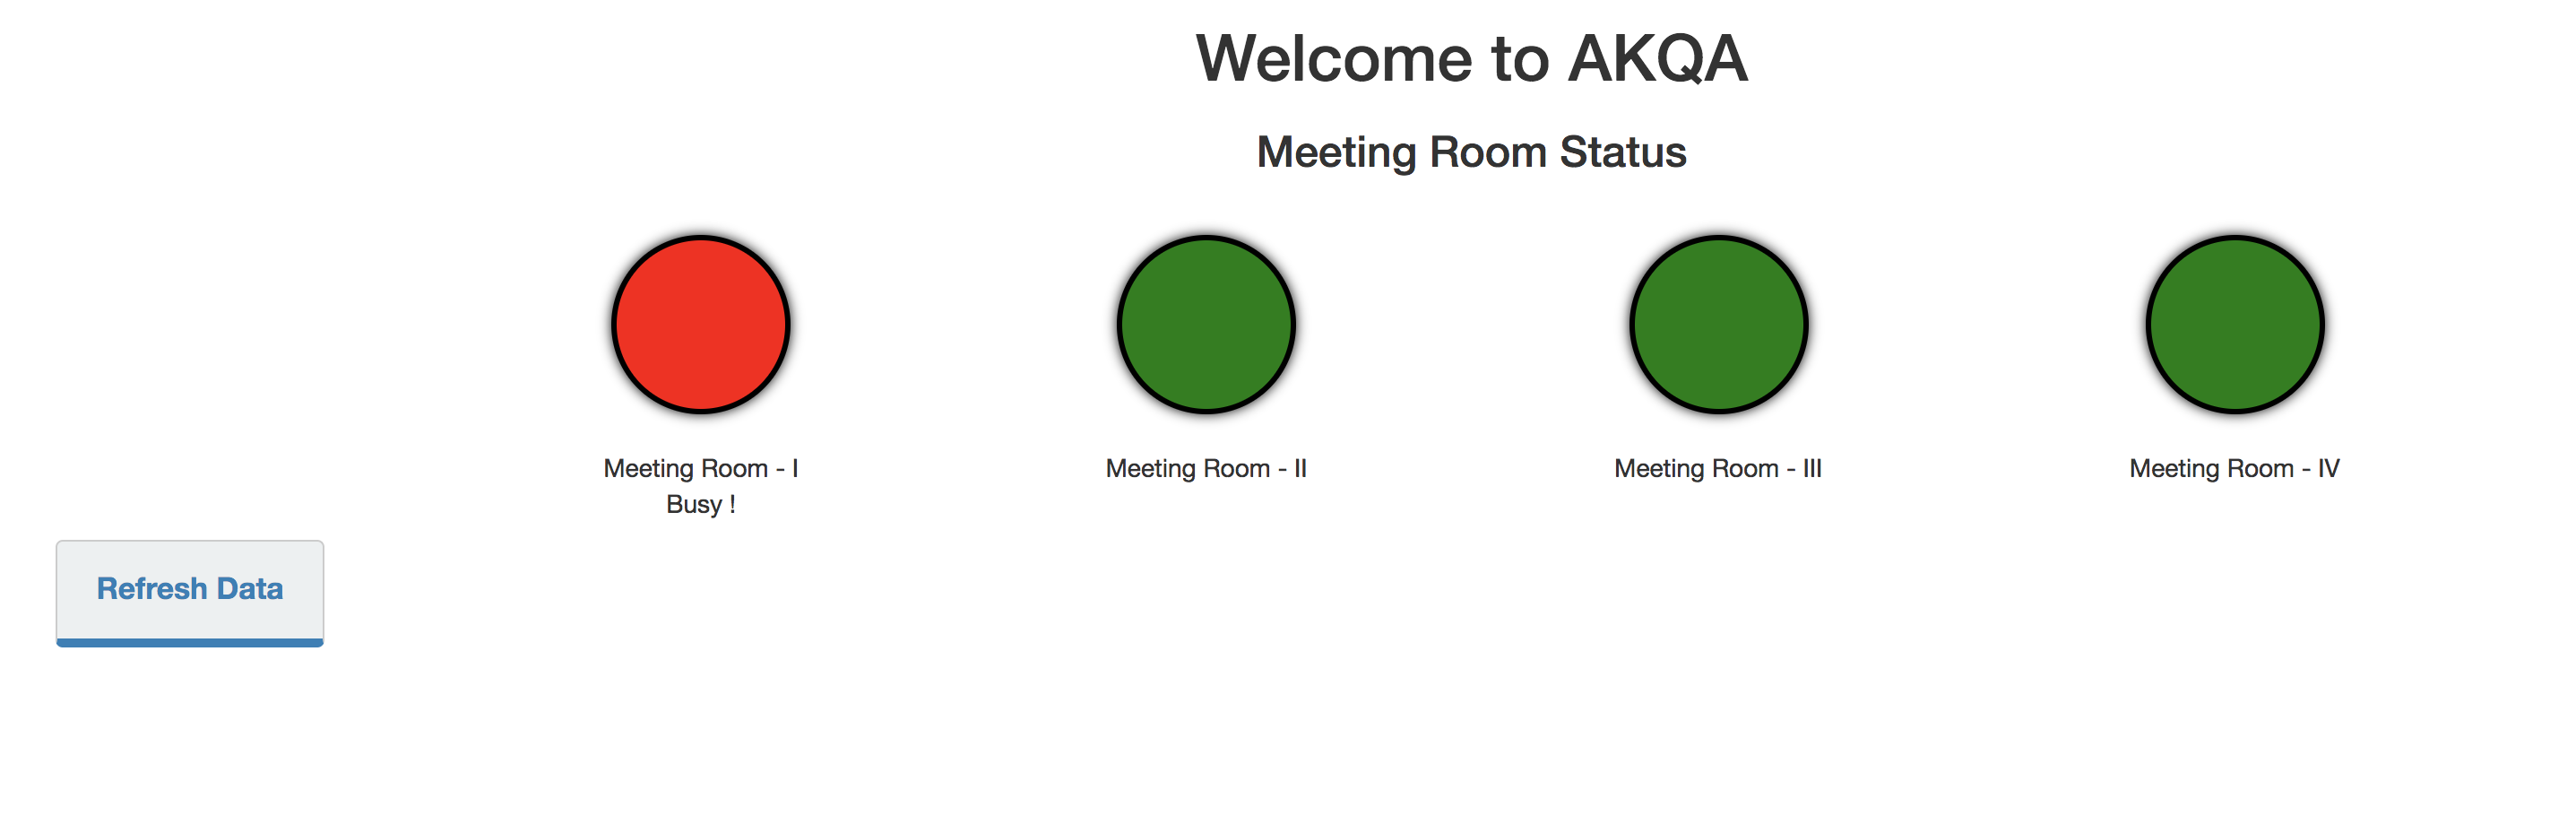 Welcome to AKQA
Meeting Room Status
Meeting Room - I
Busy !
Meeting Room - II
Meeting Room - III
Meeting Room - IV
Refresh Data